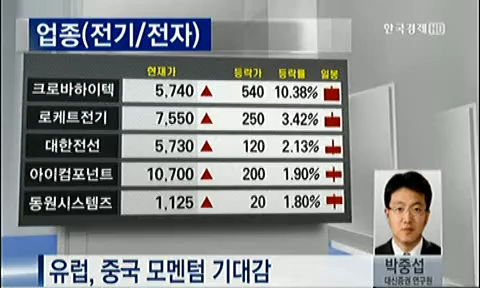 업종(전기/전자)
한국경제HD
현재가 등락가 등락률 일봉
크로바하이텍 5,740 ▲ 540 10.38%
로케트전기 7,550 ▲ 250 3.42%
대한전선 5,730 ▲ 120 2.13%
아이컴포넌트 10,700 ▲ 200 1.90%
동원시스템즈 1,125 ▲ 20 1.80%
박중섭
대신증권 연구원
유럽, 중국 모멘텀 기대감